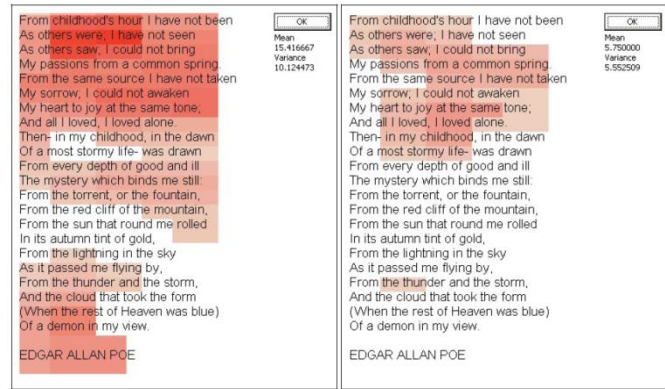 From childhood's hour I have not been
As others were; I have not seen
As others saw; I could not bring
My passions from a common spring.
From the same source I have not taken
My sorrow; I could not awaken
My heart to joy at the same tone;
And all I loved, I loved alone.
Then- in my childhood, in the dawn
Of a most stormy life- was drawn
From every depth of good and ill
The mystery which binds me still:
From the torrent, or the fountain,
From the red cliff of the mountain,
From the sun that round me rolled
In its autumn tint of gold,
From the lightning in the sky
As it passed me flying by,
From the thunder and the storm,
And the cloud that took the form
(When the rest of Heaven was blue)
Of a demon in my view.
EDGAR ALLAN POE
OK
Mean
15.416667
Variance
10.124473
From childhood's hour I have not been
As others were; I have not seen
As others saw; I could not bring
My passions from a common spring.
From the same source I have not taken
My sorrow; I could not awaken
My heart to joy at the same tone;
And all I loved, I loved alone.
Then- in my childhood, in the dawn
Of a most stormy life- was drawn
From every depth of good and ill
The mystery which binds me still:
From the torrent, or the fountain,
From the red cliff of the mountain,
From the sun that round me rolled
In its autumn tint of gold,
From the lightning in the sky
As it passed me flying by,
From the thunder and the storm,
And the cloud that took the form
(When the rest of Heaven was blue)
Of a demon in my view.
EDGAR ALLAN POE
OK
Mean
5.750000
Variance
5.552509